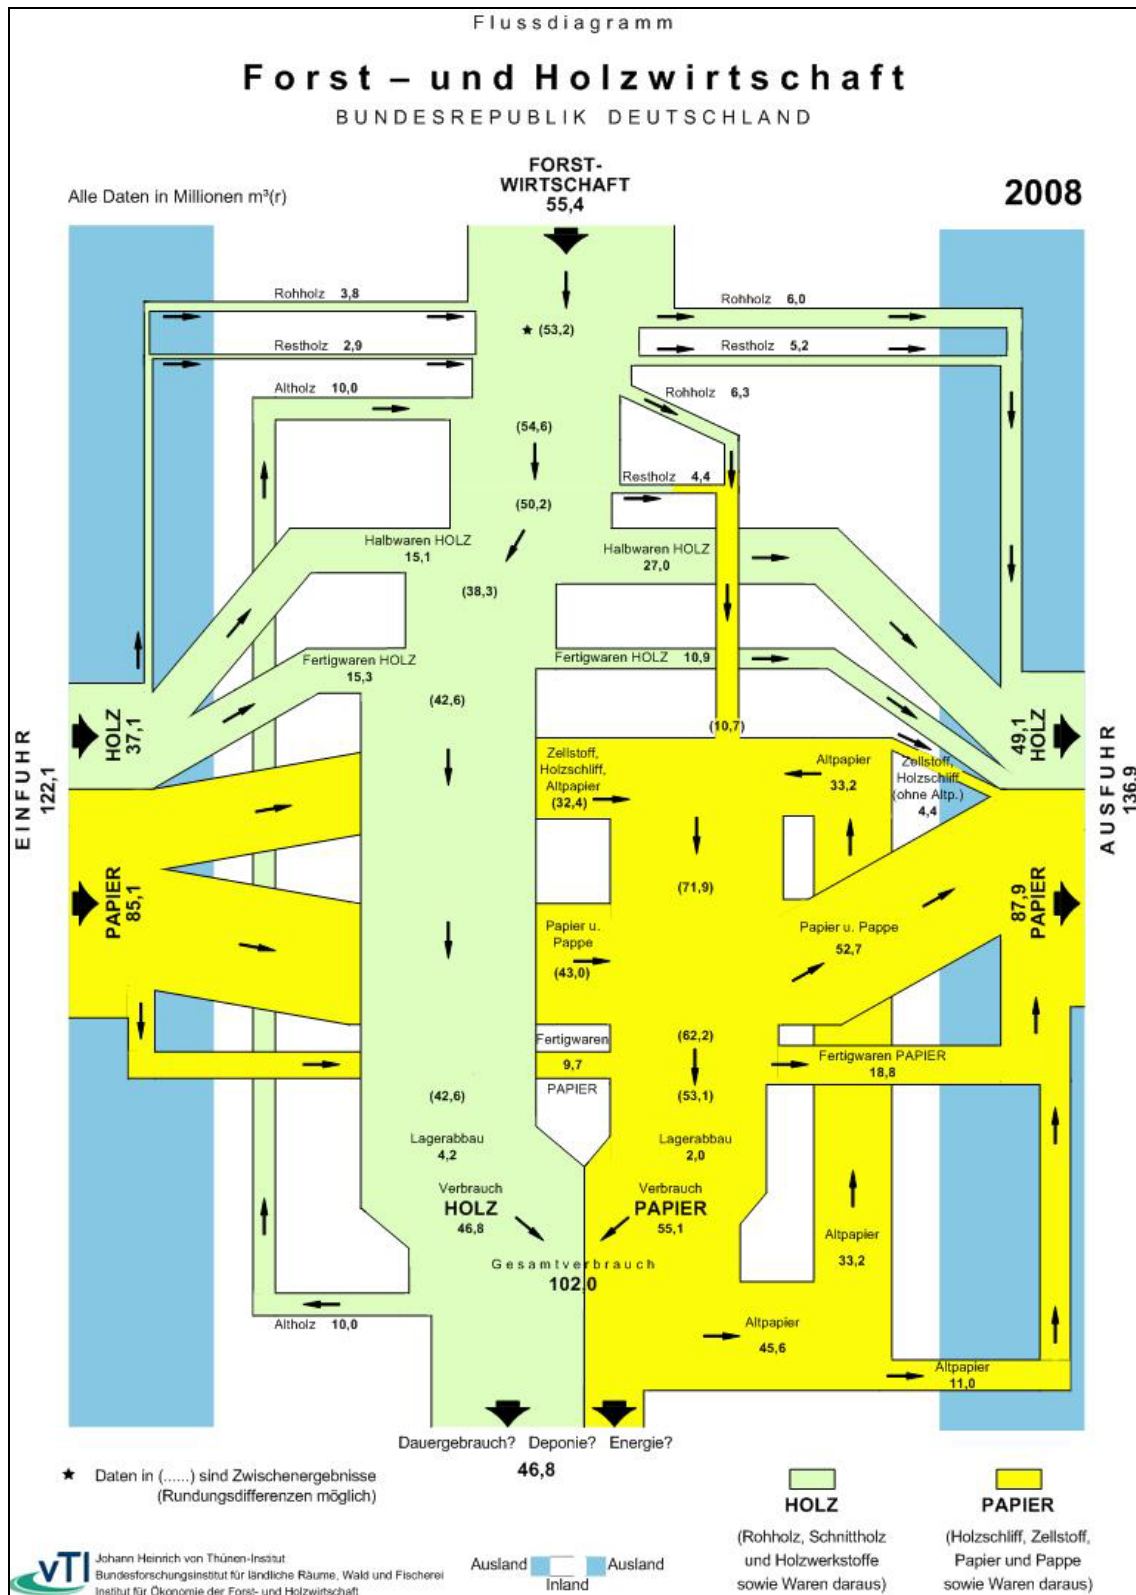 Flussdiagramm
Forst – und Holzwirtschaft
BUNDESREPUBLIK DEUTSCHLAND
FORST-
WIRTSCHAFT
55,4
Alle Daten in Millionen m³(r)
2008
Rohholz 3,8
Rohholz 6,0
★ (53,2)
Restholz 2,9
Restholz 5,2
Altholz 10,0
Rohholz 6,3
(54,6)
Restholz 4,4
(50,2)
Halbwaren HOLZ
15,1
Halbwaren HOLZ
27,0
(38,3)
Fertigwaren HOLZ
15,3
Fertigwaren HOLZ 10,9
(42,6)
(10,7)
EINFUHR
122,1
HOLZ
37,1
49,1
HOLZ
AUSFUHR
136,9
Zellstoff,
Holzschliff,
Altpapier
(32,4)
Altpapier
33,2
Zellstoff,
Holzschliff
(ohne Altp.)
4,4
PAPIER
85,1
(71,9)
87,9
PAPIER
Papier u.
Pappe
(43,0)
Papier u. Pappe
52,7
(62,2)
Fertigwaren
9,7
PAPIER
Fertigwaren PAPIER
18,8
(42,6)
(53,1)
Lagerabbau
4,2
Lagerabbau
2,0
Verbrauch
HOLZ
46,8
Verbrauch
PAPIER
55,1
Gesamtverbrauch
102,0
Altpapier
33,2
Altholz 10,0
Altpapier
45,6
Altpapier
11,0
Dauergebrauch? Deponie? Energie?
46,8
★ Daten in (......) sind Zwischenergebnisse
(Rundungsdifferenzen möglich)
HOLZ
(Rohholz, Schnittholz
und Holzwerkstoffe
sowie Waren daraus)
PAPIER
(Holzschliff, Zellstoff,
Papier und Pappe
sowie Waren daraus)
vTI
Johann Heinrich von Thünen-Institut
Bundesforschungsinstitut für ländliche Räume, Wald und Fischerei
Institut für Ökonomie der Forst- und Holzwirtschaft
Ausland Ausland
Inland